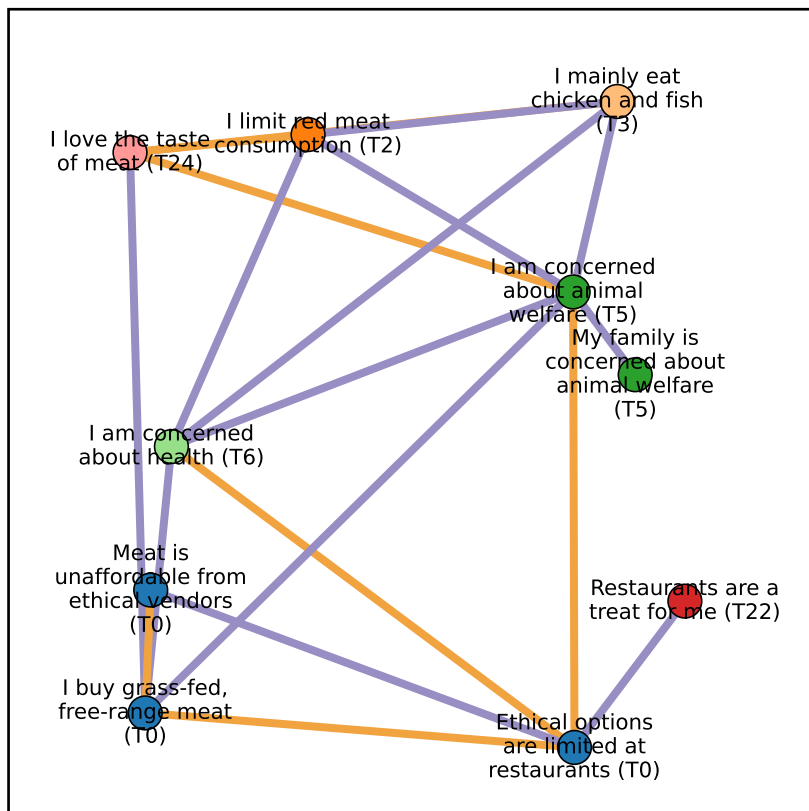 I mainly eat
chicken and fish
(T3)
I limit red meat
consumption (T2)
I love the taste
of meat (T24)
I am concerned
about animal
welfare (T5)
My family is
concerned about
animal welfare
(T5)
I am concerned
about health (T6)
Meat is
unaffordable from
ethical vendors
(T0)
Restaurants are a
treat for me (T22)
I buy grass-fed,
free-range meat
(T0)
Ethical options
are limited at
restaurants (T0)